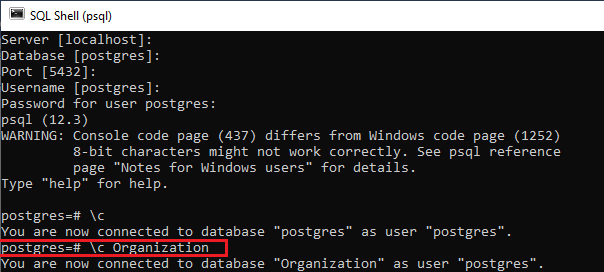 SQL Shell (psql)
Server [localhost]:
Database [postgres]:
Port [5432]:
Username [postgres]:
Password for user postgres:
psql (12.3)
WARNING: Console code page (437) differs from Windows code page (1252)
         8-bit characters might not work correctly. See psql reference
         page "Notes for Windows users" for details.
Type "help" for help.

postgres=# \c
You are now connected to database "postgres" as user "postgres".
postgres=# \c Organization
You are now connected to database "Organization" as user "postgres".